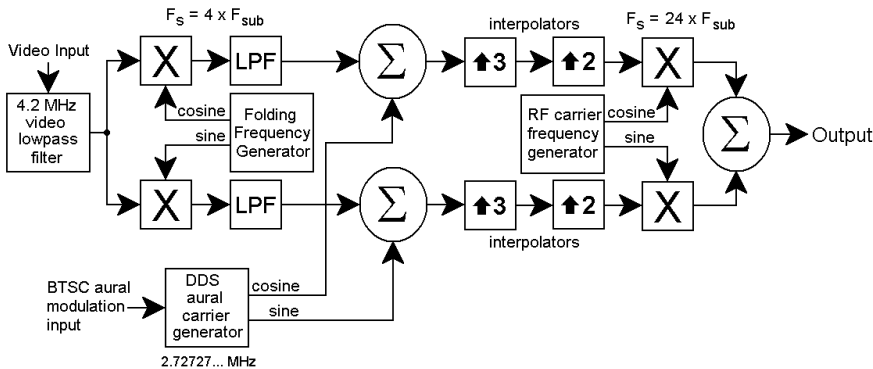 F_S = 4 x F_sub
F_S = 24 x F_sub
Video Input
interpolators
X
LPF
Σ
↑3
↑2
X
4.2 MHz
video
lowpass
filter
cosine
sine
Folding
Frequency
Generator
cosine
sine
RF carrier
frequency
generator
Σ
Output
X
LPF
Σ
↑3
↑2
X
interpolators
BTSC aural
modulation
input
DDS
aural
carrier
generator
cosine
sine
2.72727... MHz